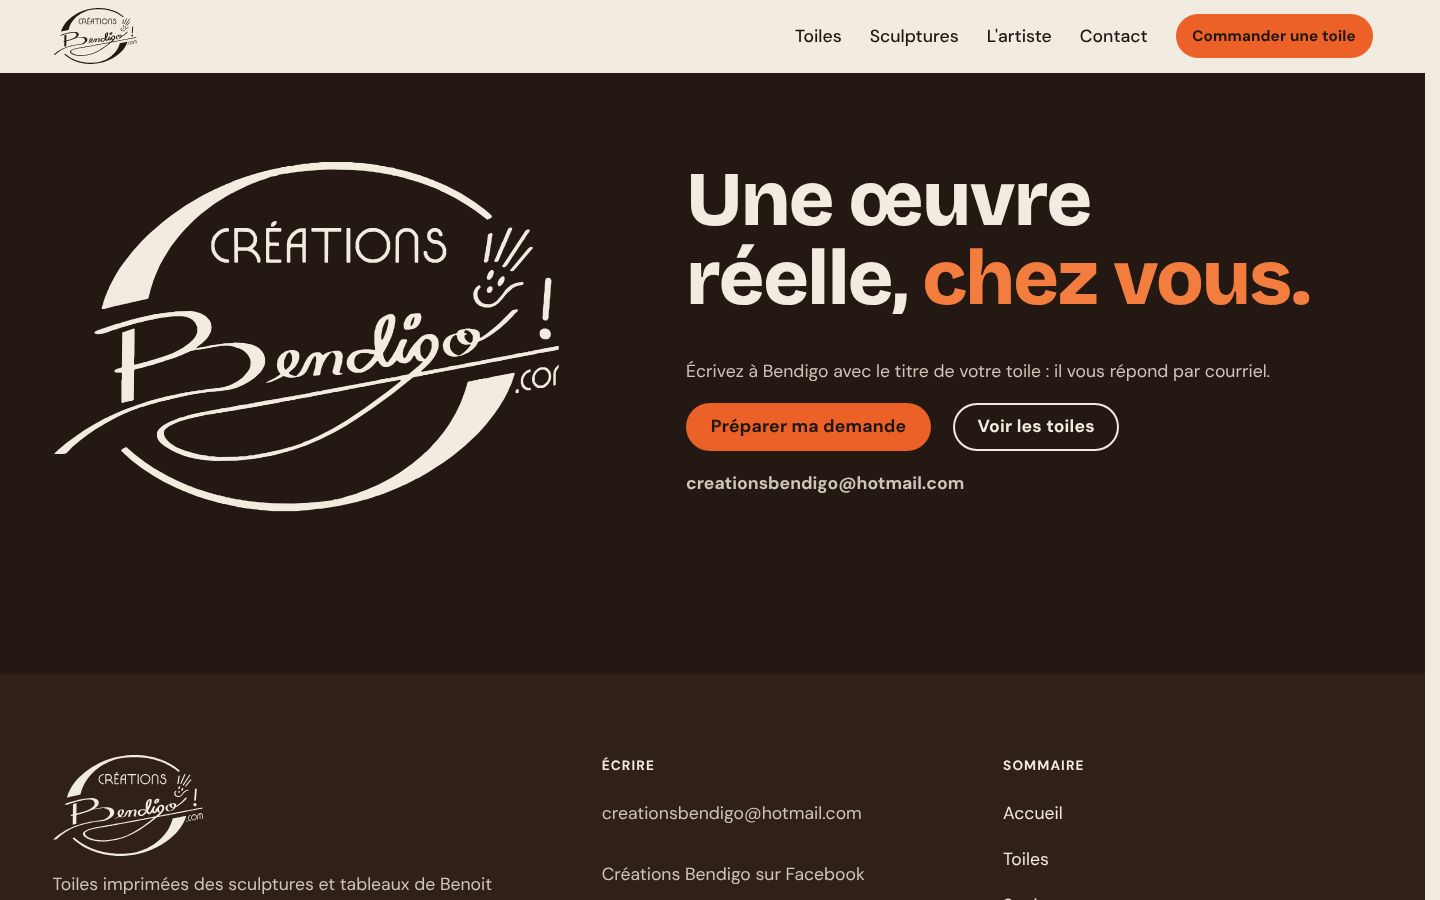 CRÉATIONS
Bendigo !
.com
Toiles
Sculptures
L'artiste
Contact
Commander une toile
CRÉATIONS
Bendigo !
.co
Une œuvre
réelle, chez vous.
Écrivez à Bendigo avec le titre de votre toile : il vous répond par courriel.
Préparer ma demande
Voir les toiles
creationsbendigo@hotmail.com
CRÉATIONS
Bendigo !
.com
Toiles imprimées des sculptures et tableaux de Benoit
ÉCRIRE
creationsbendigo@hotmail.com
Créations Bendigo sur Facebook
SOMMAIRE
Accueil
Toiles